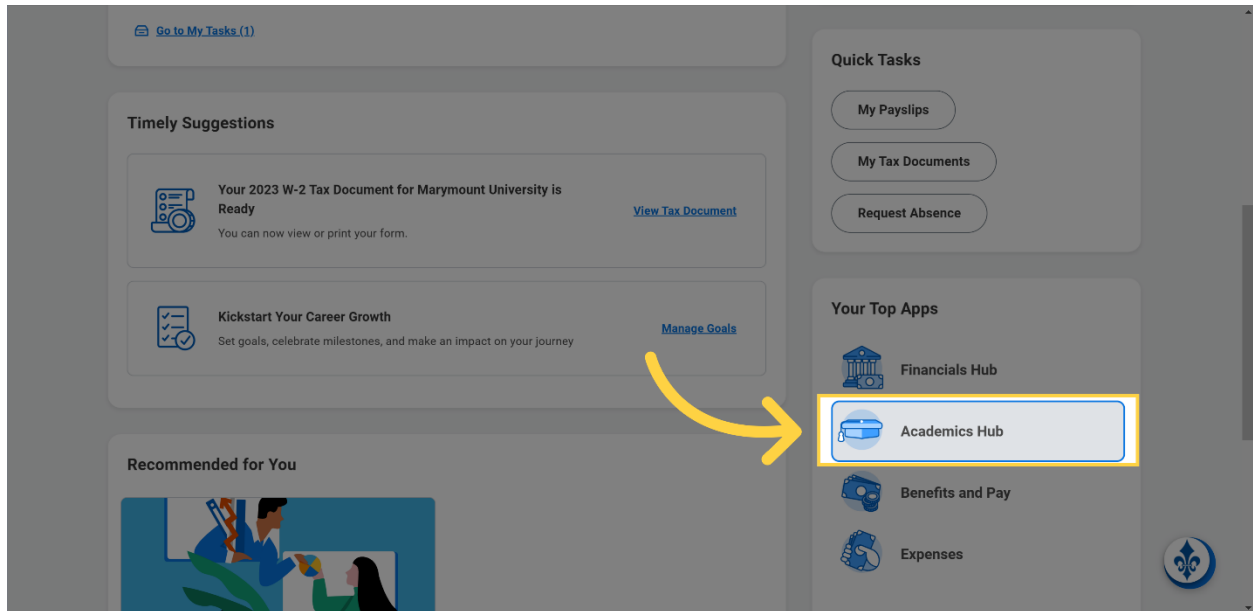 Go to My Tasks (1)
Timely Suggestions
Your 2023 W-2 Tax Document for Marymount University is
Ready
You can now view or print your form.
View Tax Document
Kickstart Your Career Growth
Set goals, celebrate milestones, and make an impact on your journey
Manage Goals
Recommended for You
Quick Tasks
My Payslips
My Tax Documents
Request Absence
Your Top Apps
Financials Hub
Academics Hub
Benefits and Pay
Expenses